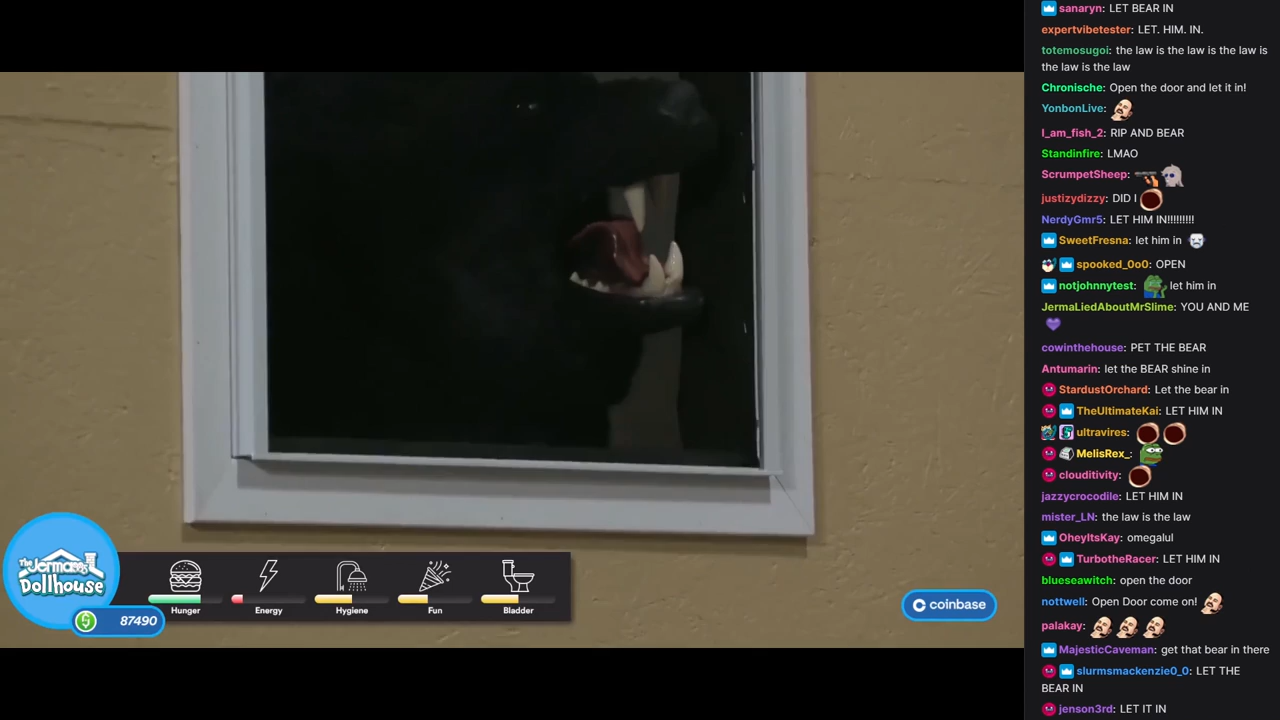 The Jerma985
Dollhouse
87490
Hunger
Energy
Hygiene
Fun
Bladder
coinbase
sanaryn: LET BEAR IN
expertvibetester: LET. HIM. IN.
totemosugoi: the law is the law is the law is
the law is the law
Chronische: Open the door and let it in!
YonbonLive:
I_am_fish_2: RIP AND BEAR
Standinfire: LMAO
ScrumpetSheep:
justizydizzy: DID I
NerdyGmr5: LET HIM IN!!!!!!!!!
SweetFresna: let him in
spooked_0o0: OPEN
notjohnnytest: let him in
JermaLiedAboutMrSlime: YOU AND ME
cowinthehouse: PET THE BEAR
Antumarin: let the BEAR shine in
StardustOrchard: Let the bear in
TheUltimateKai: LET HIM IN
ultravires:
MelisRex_:
clouditivity:
jazzycrocodile: LET HIM IN
mister_LN: the law is the law
OheyItsKay: omegalul
TurbotheRacer: LET HIM IN
blueseawitch: open the door
nottwell: Open Door come on!
palakay:
MajesticCaveman: get that bear in there
slurmsmackenzie0_0: LET THE
BEAR IN
jenson3rd: LET IT IN